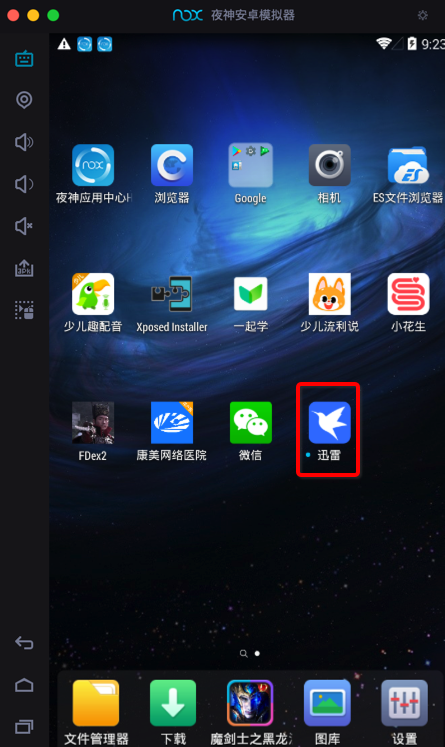 nox 夜神安卓模拟器
9:23
夜神应用中心H
浏览器
Google
相机
ES文件浏览器
少儿趣配音
Xposed Installer
一起学
少儿流利说
小花生
FDex2
康美网络医院
微信
迅雷
文件管理器
下载
魔剑士之黑龙
图库
设置